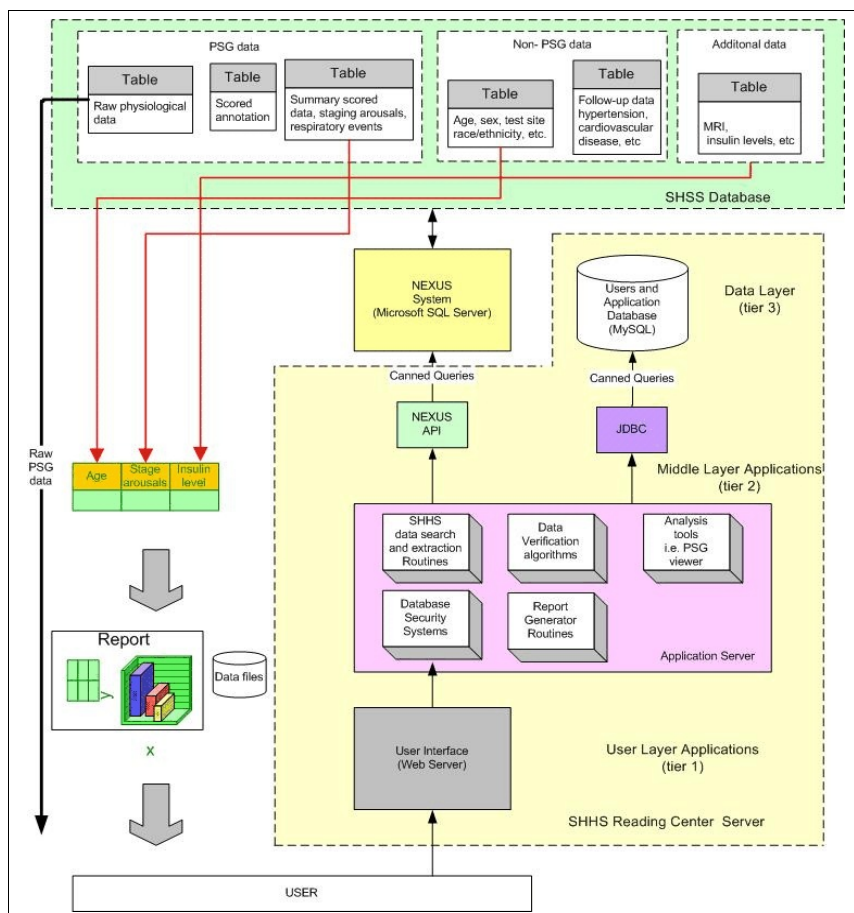 PSG data
Non- PSG data
Additonal data
Table
Raw physiological
data
Table
Scored
annotation
Table
Summary scored
data, staging arousals,
respiratory events
Table
Age, sex, test site
race/ethnicity, etc.
Table
Follow-up data
hypertension,
cardiovascular
disease, etc
Table
MRI,
insulin levels, etc
SHSS Database
NEXUS
System
(Microsoft SQL Server)
Users and
Application
Database
(MySQL)
Data Layer
(tier 3)
Canned Queries
Canned Queries
NEXUS
API
JDBC
Middle Layer Applications
(tier 2)
Raw
PSG
data
Age
Stage
arousals
Insulin
level
SHHS
data search
and extraction
Routines
Data
Verification
algorithms
Analysis
tools
i.e. PSG
viewer
Database
Security
Systems
Report
Generator
Routines
Application Server
Report
y
x
Data files
User Interface
(Web Server)
User Layer Applications
(tier 1)
SHHS Reading Center Server
USER